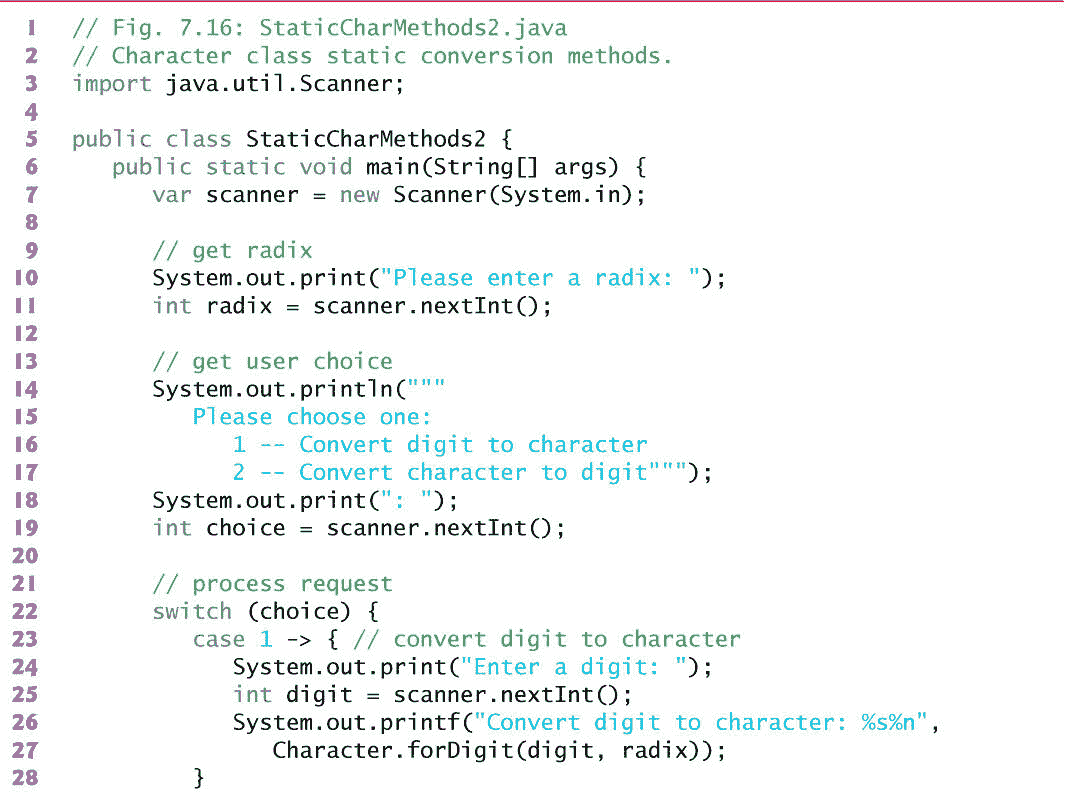 1 // Fig. 7.16: StaticCharMethods2.java
2 // Character class static conversion methods.
3 import java.util.Scanner;
4
5 public class StaticCharMethods2 {
6    public static void main(String[] args) {
7       var scanner = new Scanner(System.in);
8
9       // get radix
10       System.out.print("Please enter a radix: ");
11       int radix = scanner.nextInt();
12
13       // get user choice
14       System.out.println("""
15          Please choose one:
16             1 -- Convert digit to character
17             2 -- Convert character to digit""");
18       System.out.print(": ");
19       int choice = scanner.nextInt();
20
21       // process request
22       switch (choice) {
23          case 1 -> { // convert digit to character
24             System.out.print("Enter a digit: ");
25             int digit = scanner.nextInt();
26             System.out.printf("Convert digit to character: %s%n",
27                Character.forDigit(digit, radix));
28          }